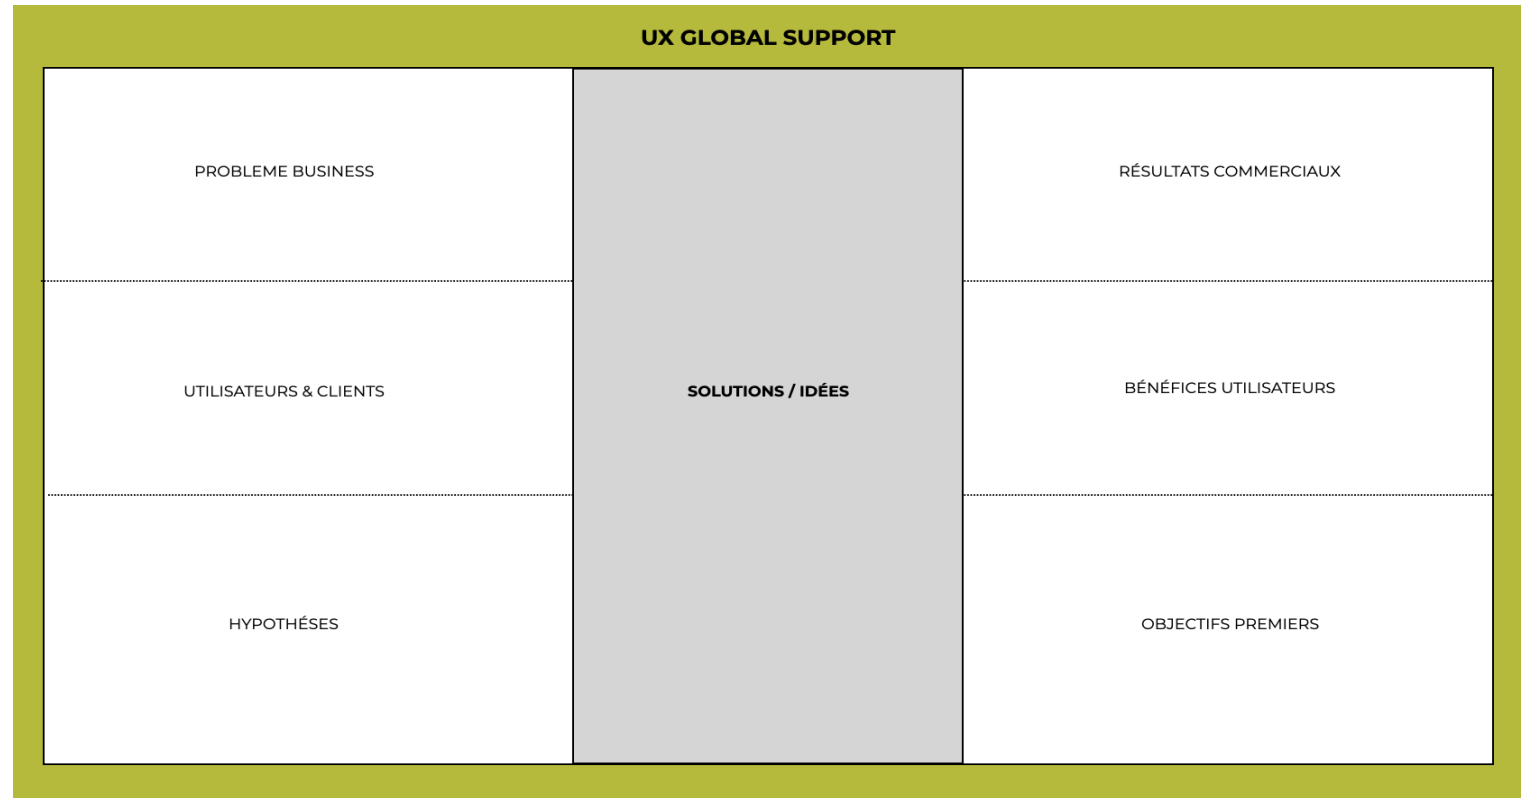 UX GLOBAL SUPPORT
PROBLEME BUSINESS
UTILISATEURS & CLIENTS
HYPOTHÉSES
SOLUTIONS / IDÉES
RÉSULTATS COMMERCIAUX
BÉNÉFICES UTILISATEURS
OBJECTIFS PREMIERS